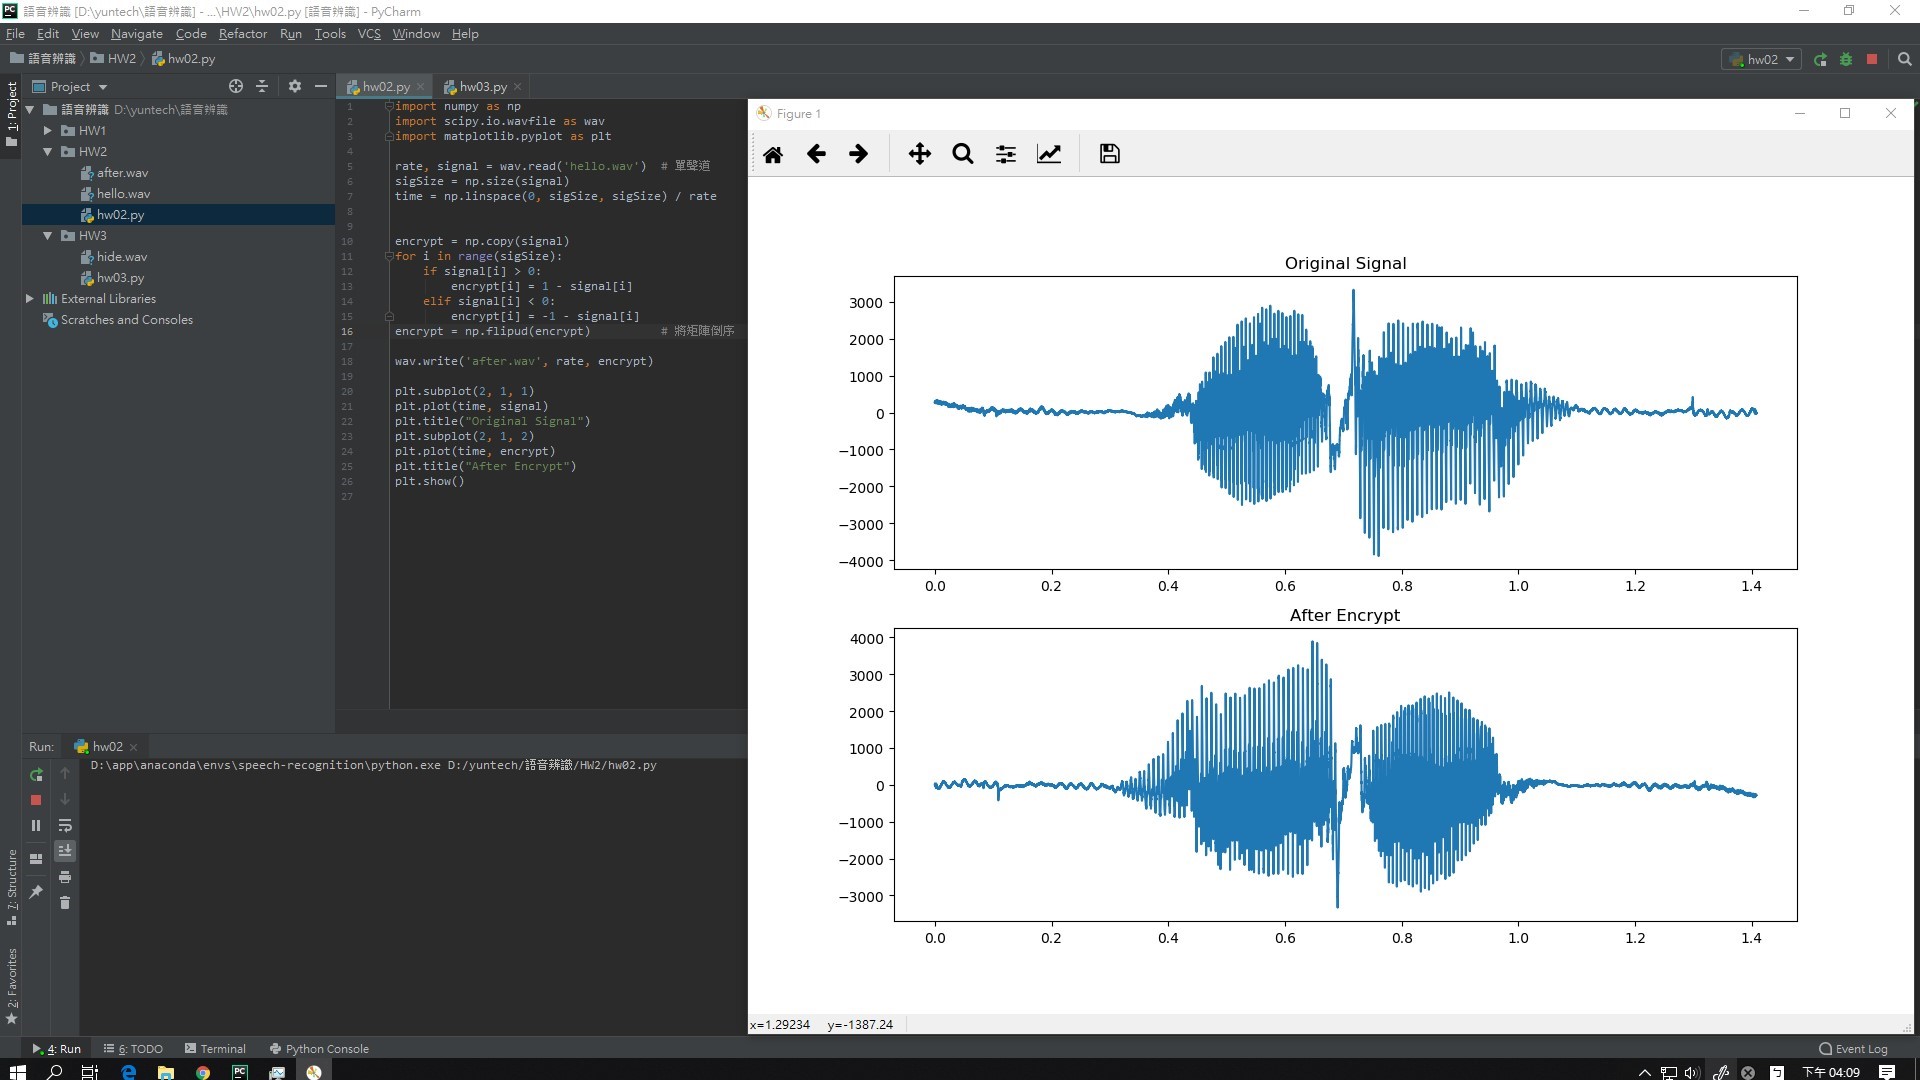 語音辨識 [D:\yuntech\語音辨識] - ...\HW2\hw02.py [語音辨識] - PyCharm
File Edit View Navigate Code Refactor Run Tools VCS Window Help
語音辨識 HW2 hw02.py
hw02
1: Project
Project
語音辨識 D:\yuntech\語音辨識
HW1
HW2
after.wav
hello.wav
hw02.py
HW3
hide.wav
hw03.py
External Libraries
Scratches and Consoles
hw02.py hw03.py
1 import numpy as np
2 import scipy.io.wavfile as wav
3 import matplotlib.pyplot as plt
4
5 rate, signal = wav.read('hello.wav')  # 單聲道
6 sigSize = np.size(signal)
7 time = np.linspace(0, sigSize, sigSize) / rate
8
9
10 encrypt = np.copy(signal)
11 for i in range(sigSize):
12     if signal[i] > 0:
13         encrypt[i] = 1 - signal[i]
14     elif signal[i] < 0:
15         encrypt[i] = -1 - signal[i]
16 encrypt = np.flipud(encrypt)          # 將矩陣倒序
17
18 wav.write('after.wav', rate, encrypt)
19
20 plt.subplot(2, 1, 1)
21 plt.plot(time, signal)
22 plt.title("Original Signal")
23 plt.subplot(2, 1, 2)
24 plt.plot(time, encrypt)
25 plt.title("After Encrypt")
26 plt.show()
27
Figure 1
Original Signal
3000
2000
1000
0
−1000
−2000
−3000
−4000
0.0 0.2 0.4 0.6 0.8 1.0 1.2 1.4
After Encrypt
4000
3000
2000
1000
0
−1000
−2000
−3000
0.0 0.2 0.4 0.6 0.8 1.0 1.2 1.4
x=1.29234 y=-1387.24
Run: hw02
D:\app\anaconda\envs\speech-recognition\python.exe D:/yuntech/語音辨識/HW2/hw02.py
7: Structure
2: Favorites
4: Run 6: TODO Terminal Python Console Event Log
下午 04:09